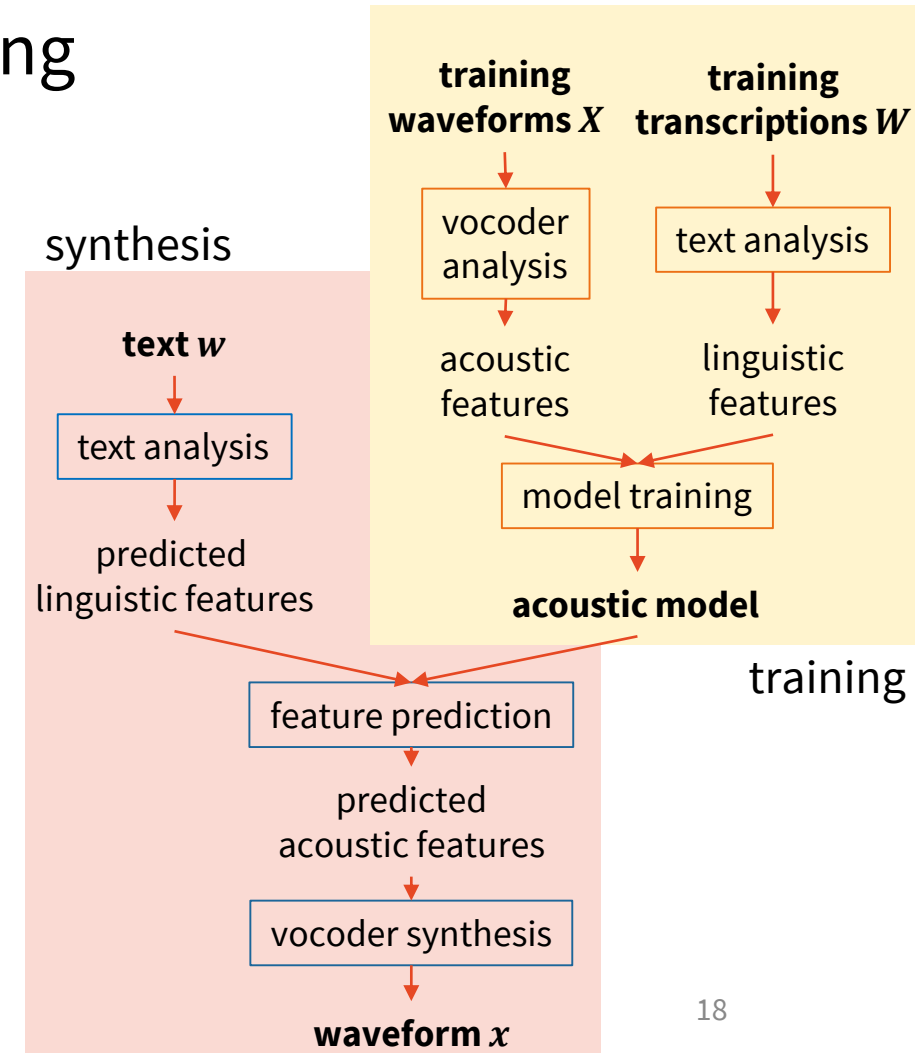 ng
training
waveforms X
training
transcriptions W
vocoder
analysis
text analysis
acoustic
features
linguistic
features
model training
acoustic model
training
synthesis
text w
text analysis
predicted
linguistic features
feature prediction
predicted
acoustic features
vocoder synthesis
waveform x
18